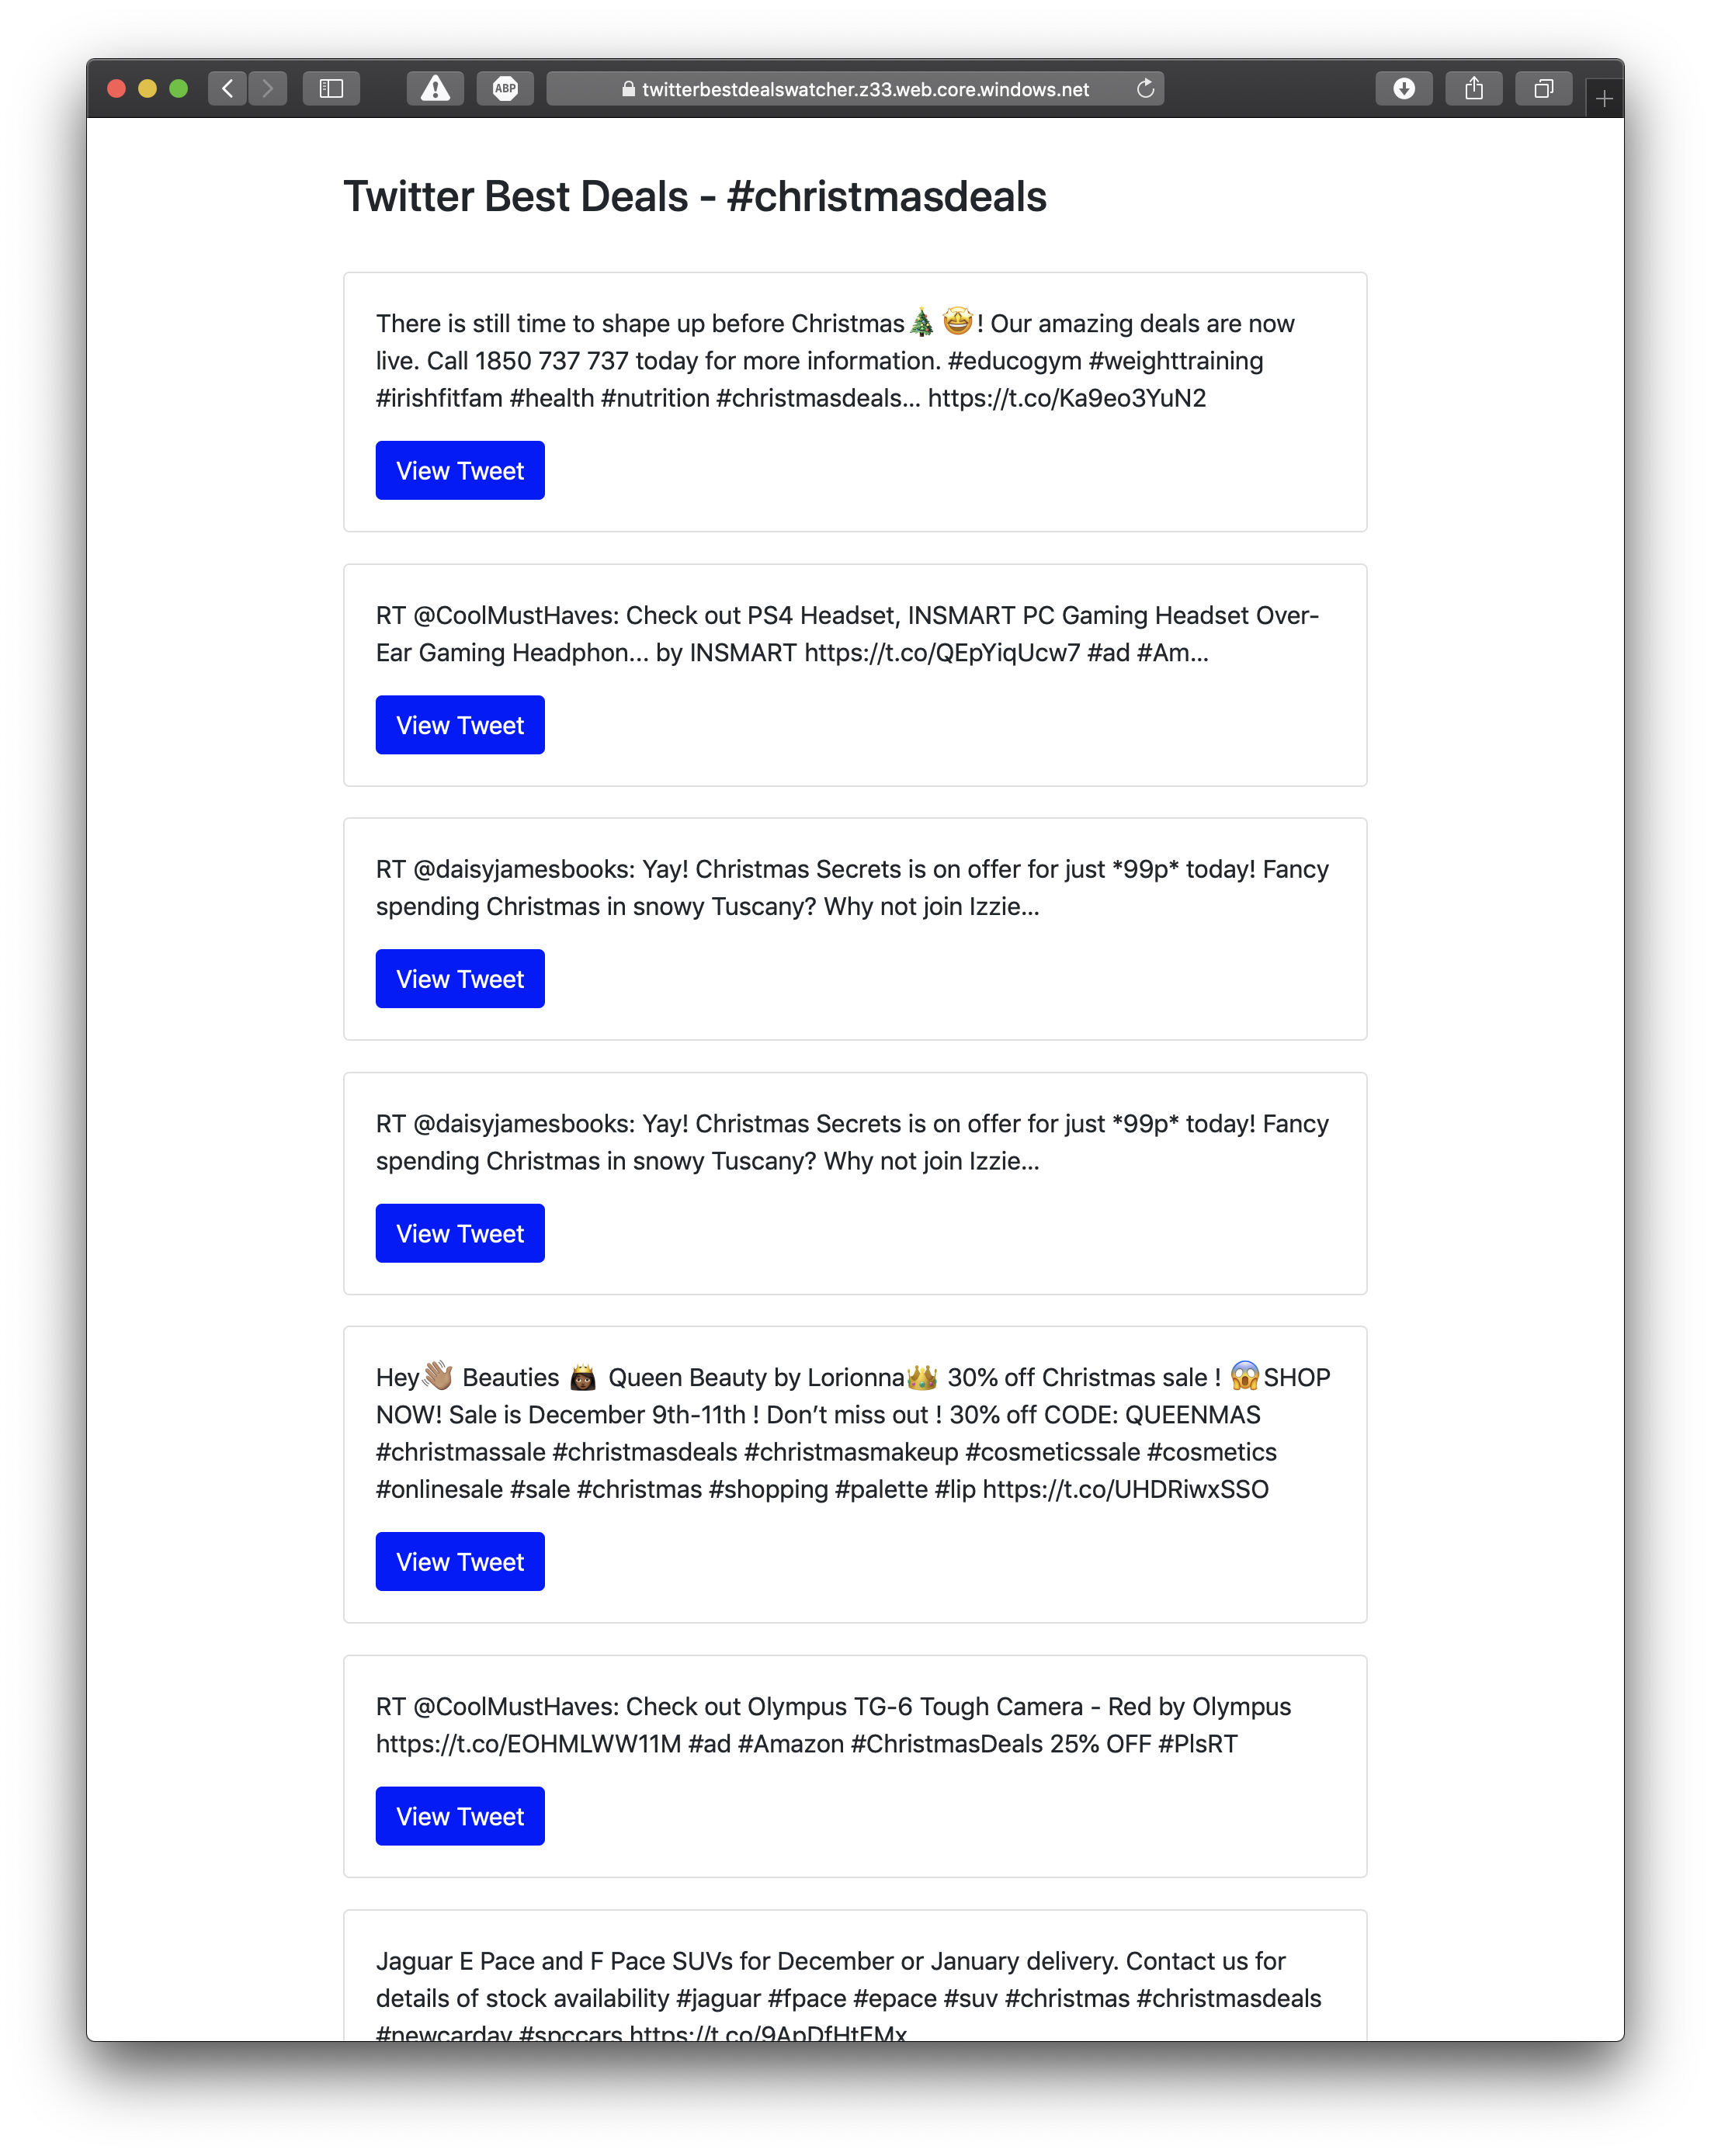 ABP
twitterbestdealswatcher.z33.web.core.windows.net
Twitter Best Deals - #christmasdeals
There is still time to shape up before Christmas🎄 🤩! Our amazing deals are now
live. Call 1850 737 737 today for more information. #educogym #weighttraining
#irishfitfam #health #nutrition #christmasdeals… https://t.co/Ka9eo3YuN2
View Tweet
RT @CoolMustHaves: Check out PS4 Headset, INSMART PC Gaming Headset Over-
Ear Gaming Headphon... by INSMART https://t.co/QEpYiqUcw7 #ad #Am…
View Tweet
RT @daisyjamesbooks: Yay! Christmas Secrets is on offer for just *99p* today! Fancy
spending Christmas in snowy Tuscany? Why not join Izzie…
View Tweet
RT @daisyjamesbooks: Yay! Christmas Secrets is on offer for just *99p* today! Fancy
spending Christmas in snowy Tuscany? Why not join Izzie…
View Tweet
Hey👋🏽 Beauties 👸🏾 Queen Beauty by Lorionna👑 30% off Christmas sale ! 😱SHOP
NOW! Sale is December 9th-11th ! Don’t miss out ! 30% off CODE: QUEENMAS
#christmassale #christmasdeals #christmasmakeup #cosmeticssale #cosmetics
#onlinesale #sale #christmas #shopping #palette #lip https://t.co/UHDRiwxSSO
View Tweet
RT @CoolMustHaves: Check out Olympus TG-6 Tough Camera - Red by Olympus
https://t.co/EOHMLWW11M #ad #Amazon #ChristmasDeals 25% OFF #PlsRT
View Tweet
Jaguar E Pace and F Pace SUVs for December or January delivery. Contact us for
details of stock availability #jaguar #fpace #epace #suv #christmas #christmasdeals
#newcarday #spccars https://t.co/9ApDfHtEMx